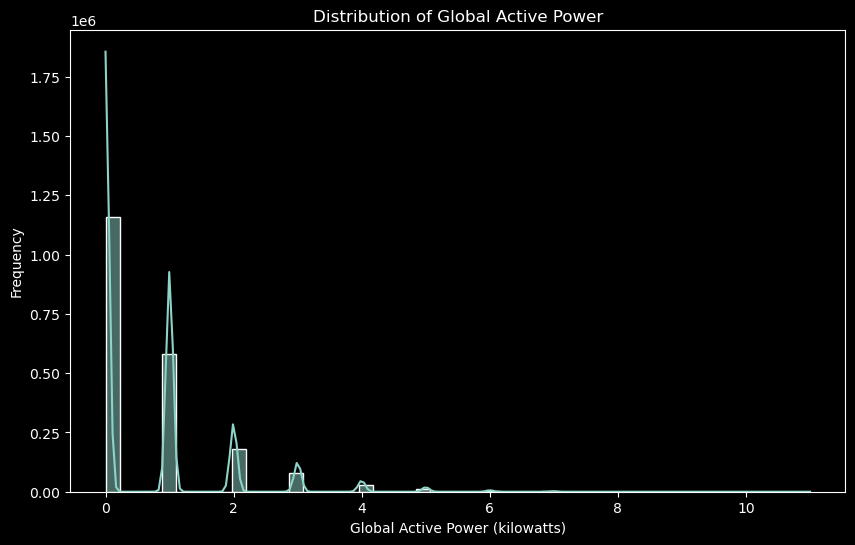 Distribution of Global Active Power
1e6
1.75
1.50
1.25
1.00
0.75
0.50
0.25
0.00
Frequency
0 2 4 6 8 10
Global Active Power (kilowatts)